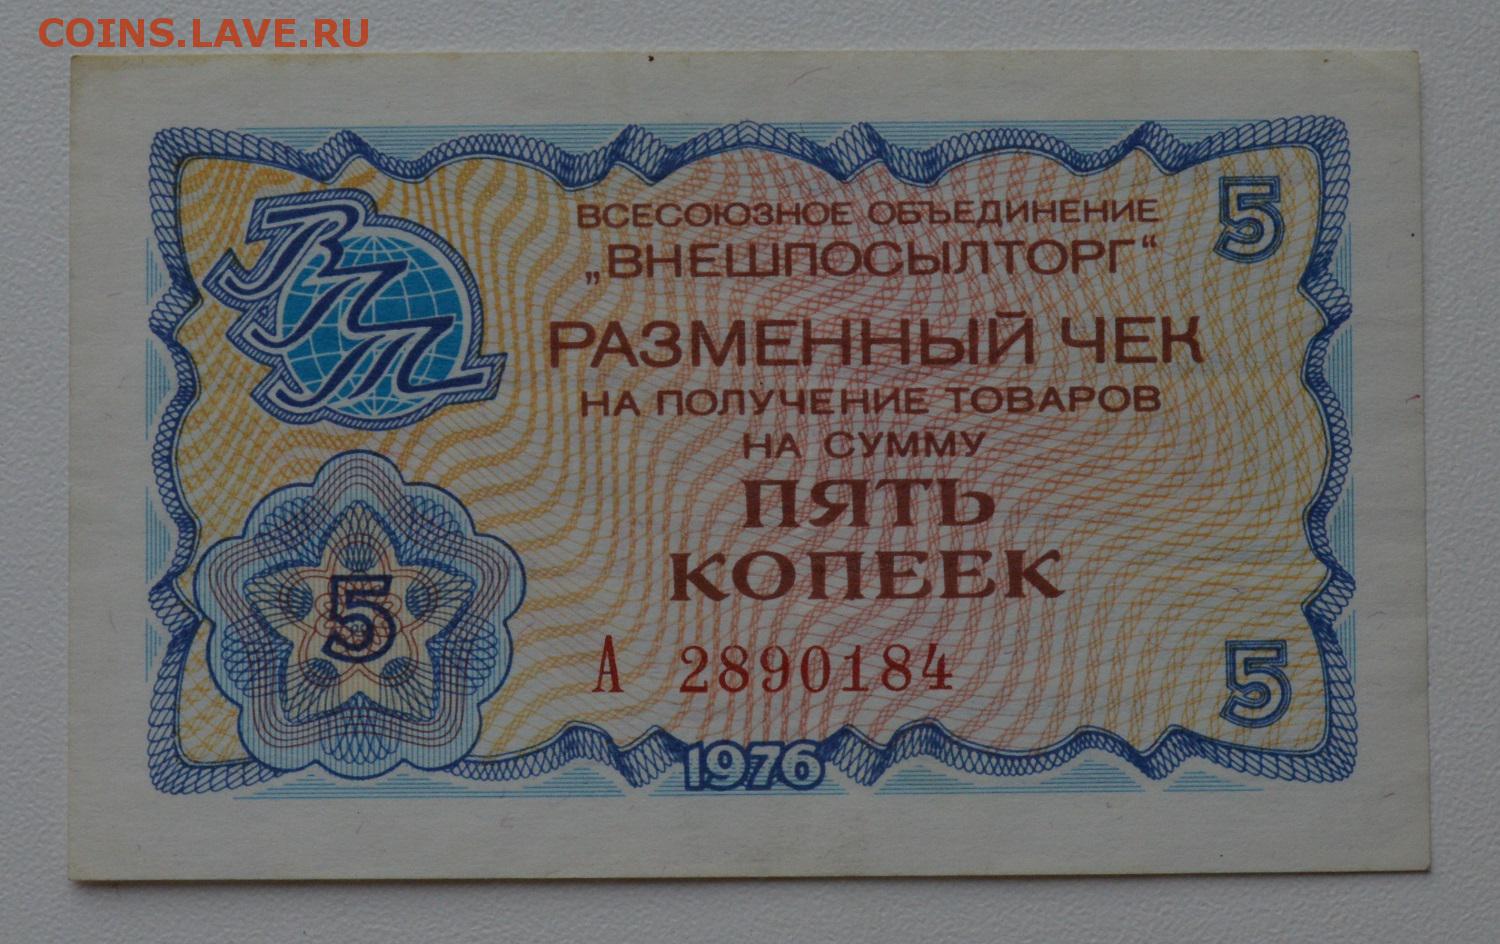 COINS.LAVE.RU
ВПТ
ВСЕСОЮЗНОЕ ОБЪЕДИНЕНИЕ
„ВНЕШПОСЫЛТОРГ“
РАЗМЕННЫЙ ЧЕК
НА ПОЛУЧЕНИЕ ТОВАРОВ
НА СУММУ
ПЯТЬ
КОПЕЕК
А 2890184
5
5
5
1976